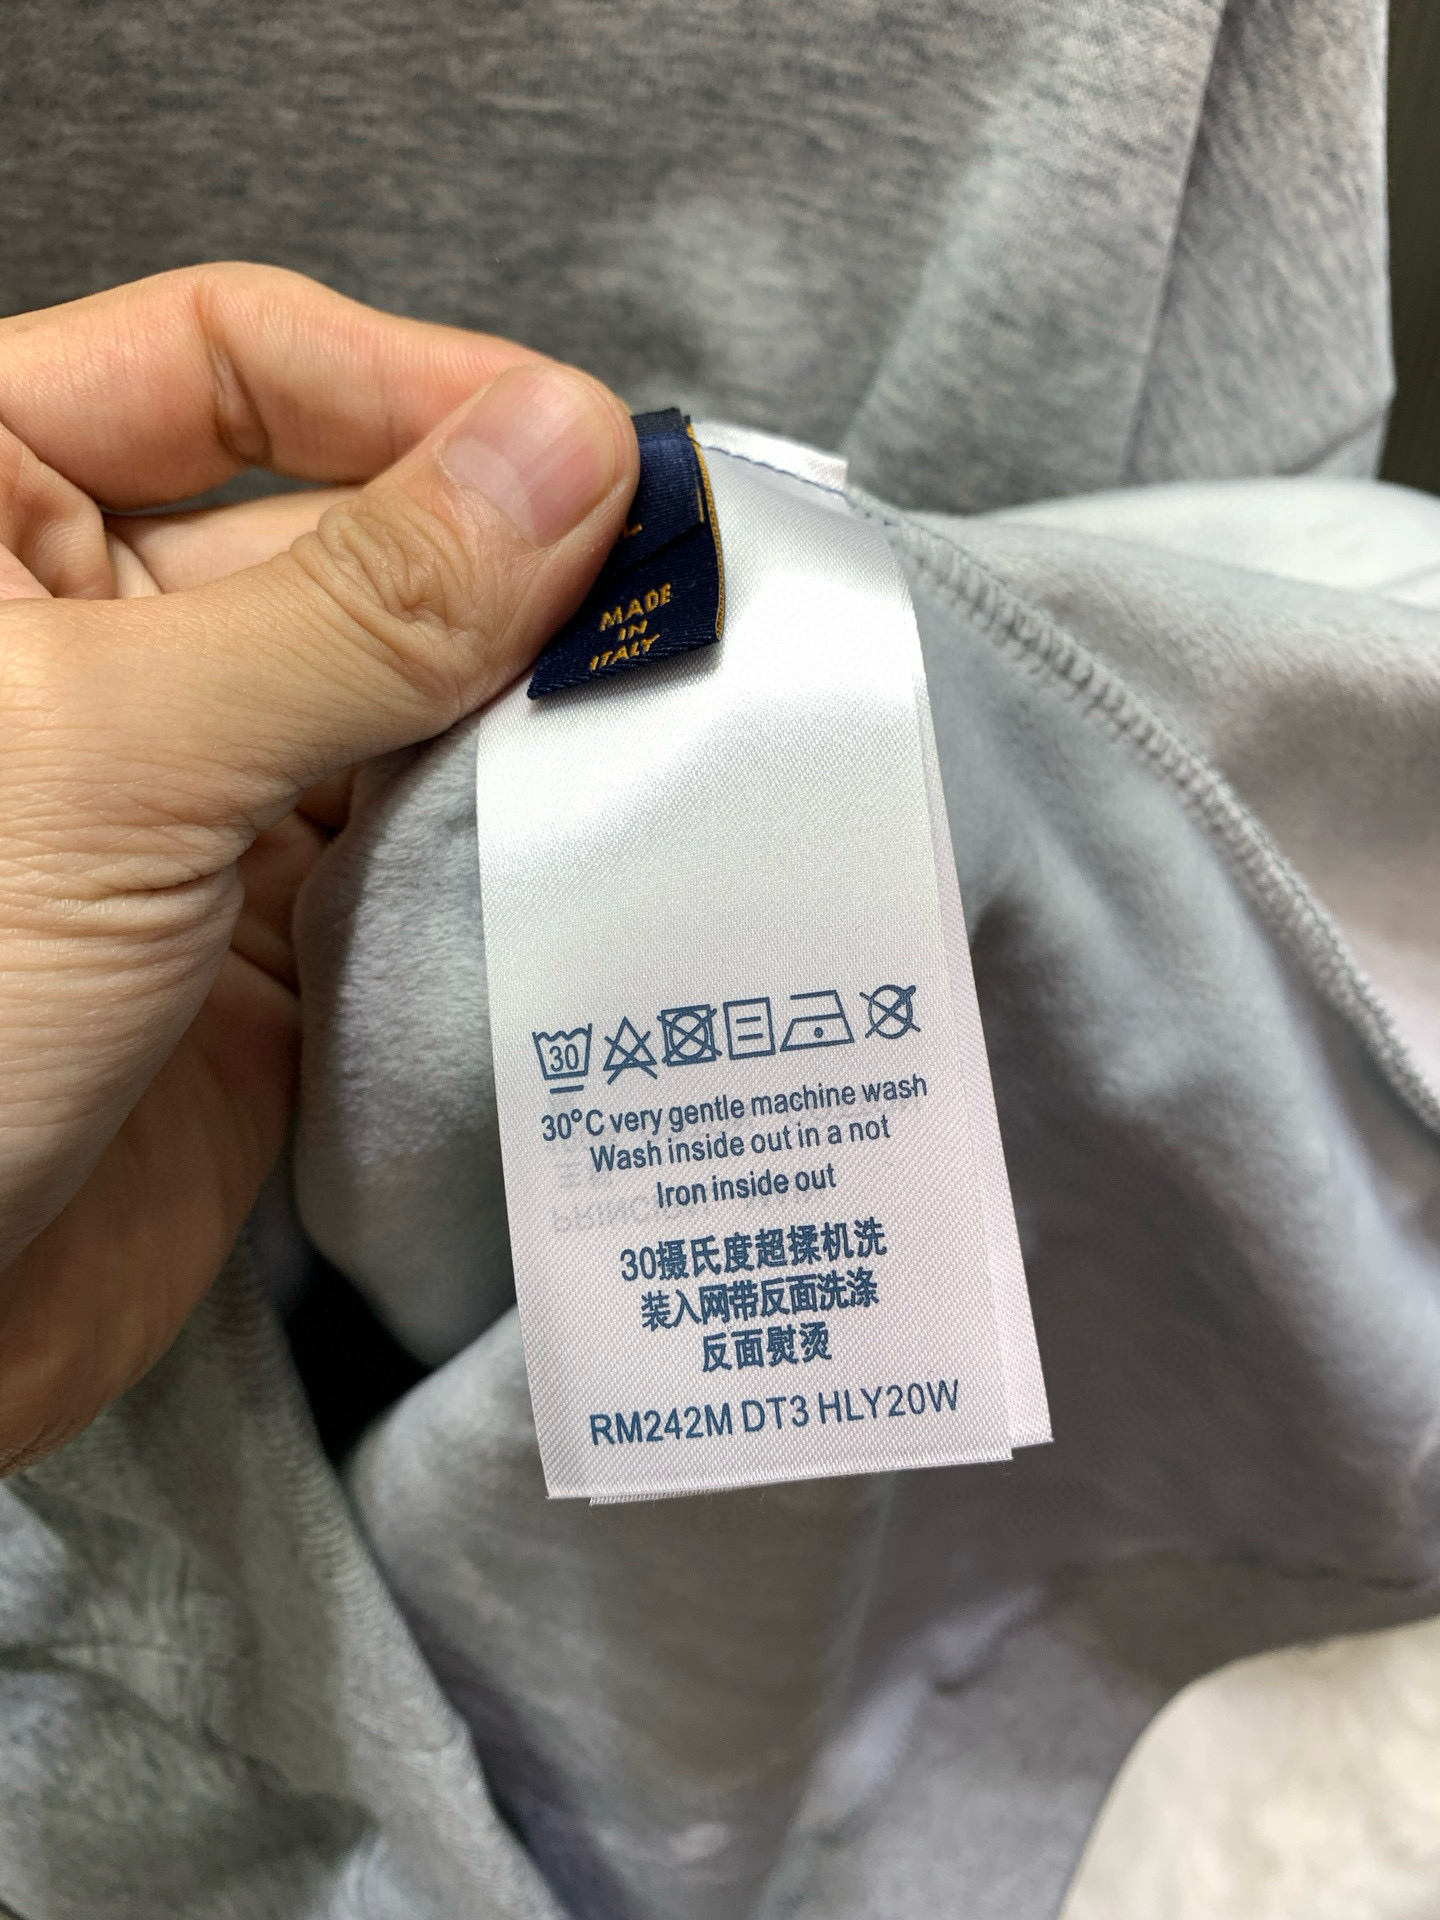 L
MADE
IN
ITALY
30
30°C very gentle machine wash
Wash inside out in a not
Iron inside out
30摄氏度超揉机洗
装入网带反面洗涤
反面熨烫
RM242M DT3 HLY20W